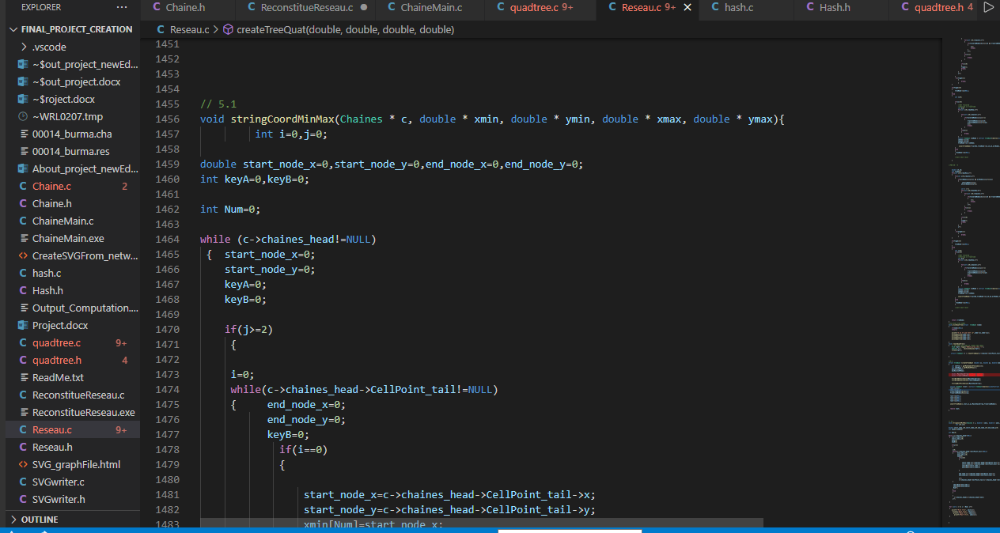 EXPLORER ···
C Chaine.h C ReconstitueReseau.c ● C ChaineMain.c C quadtree.c 9+ C Reseau.c 9+ × C hash.c C Hash.h C quadtree.h 4
FINAL_PROJECT_CREATION
.vscode
~$out_project_newEd...
~$out_project.docx
~$roject.docx
~WRL0207.tmp
00014_burma.cha
00014_burma.res
About_project_newEd...
C Chaine.c 2
C Chaine.h
C ChaineMain.c
ChaineMain.exe
CreateSVGFrom_netw...
C hash.c
C Hash.h
Output_Computation....
Project.docx
C quadtree.c 9+
C quadtree.h 4
ReadMe.txt
C ReconstitueReseau.c
ReconstitueReseau.exe
C Reseau.c 9+
C Reseau.h
SVG_graphFile.html
C SVGwriter.c
C SVGwriter.h
OUTLINE
C Reseau.c > createTreeQuat(double, double, double, double)
1451
1452
1453
1454
1455 // 5.1
1456 void stringCoordMinMax(Chaines * c, double * xmin, double * ymin, double * xmax, double * ymax){
1457 int i=0,j=0;
1458
1459 double start_node_x=0,start_node_y=0,end_node_x=0,end_node_y=0;
1460 int keyA=0,keyB=0;
1461
1462 int Num=0;
1463
1464 while (c->chaines_head!=NULL)
1465 { start_node_x=0;
1466 start_node_y=0;
1467 keyA=0;
1468 keyB=0;
1469
1470 if(j>=2)
1471 {
1472
1473 i=0;
1474 while(c->chaines_head->CellPoint_tail!=NULL)
1475 { end_node_x=0;
1476 end_node_y=0;
1477 keyB=0;
1478 if(i==0)
1479 {
1480
1481 start_node_x=c->chaines_head->CellPoint_tail->x;
1482 start_node_y=c->chaines_head->CellPoint_tail->y;
1483 xmin[Num]=start_node_x;